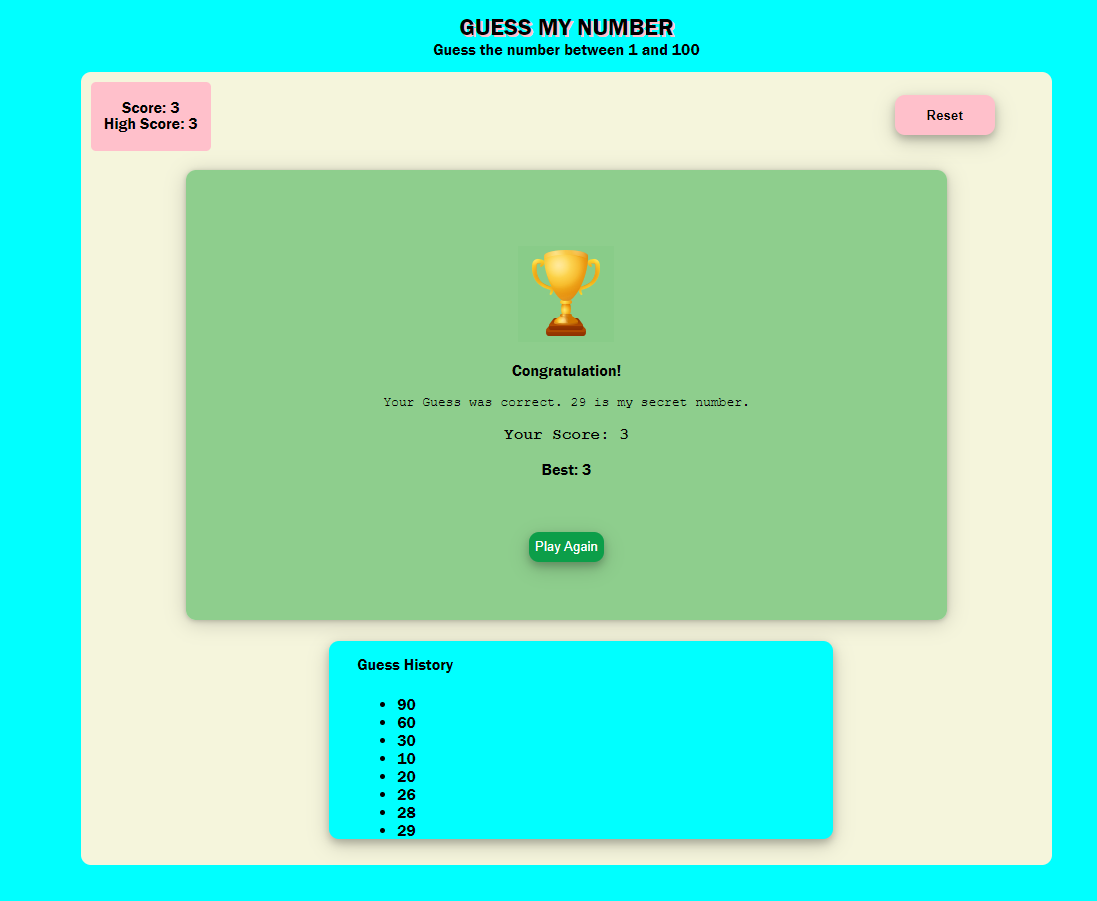 GUESS MY NUMBER
Guess the number between 1 and 100
Score: 3
High Score: 3
Reset
Congratulation!
Your Guess was correct. 29 is my secret number.
Your Score: 3
Best: 3
Play Again
Guess History
90
60
30
10
20
26
28
29